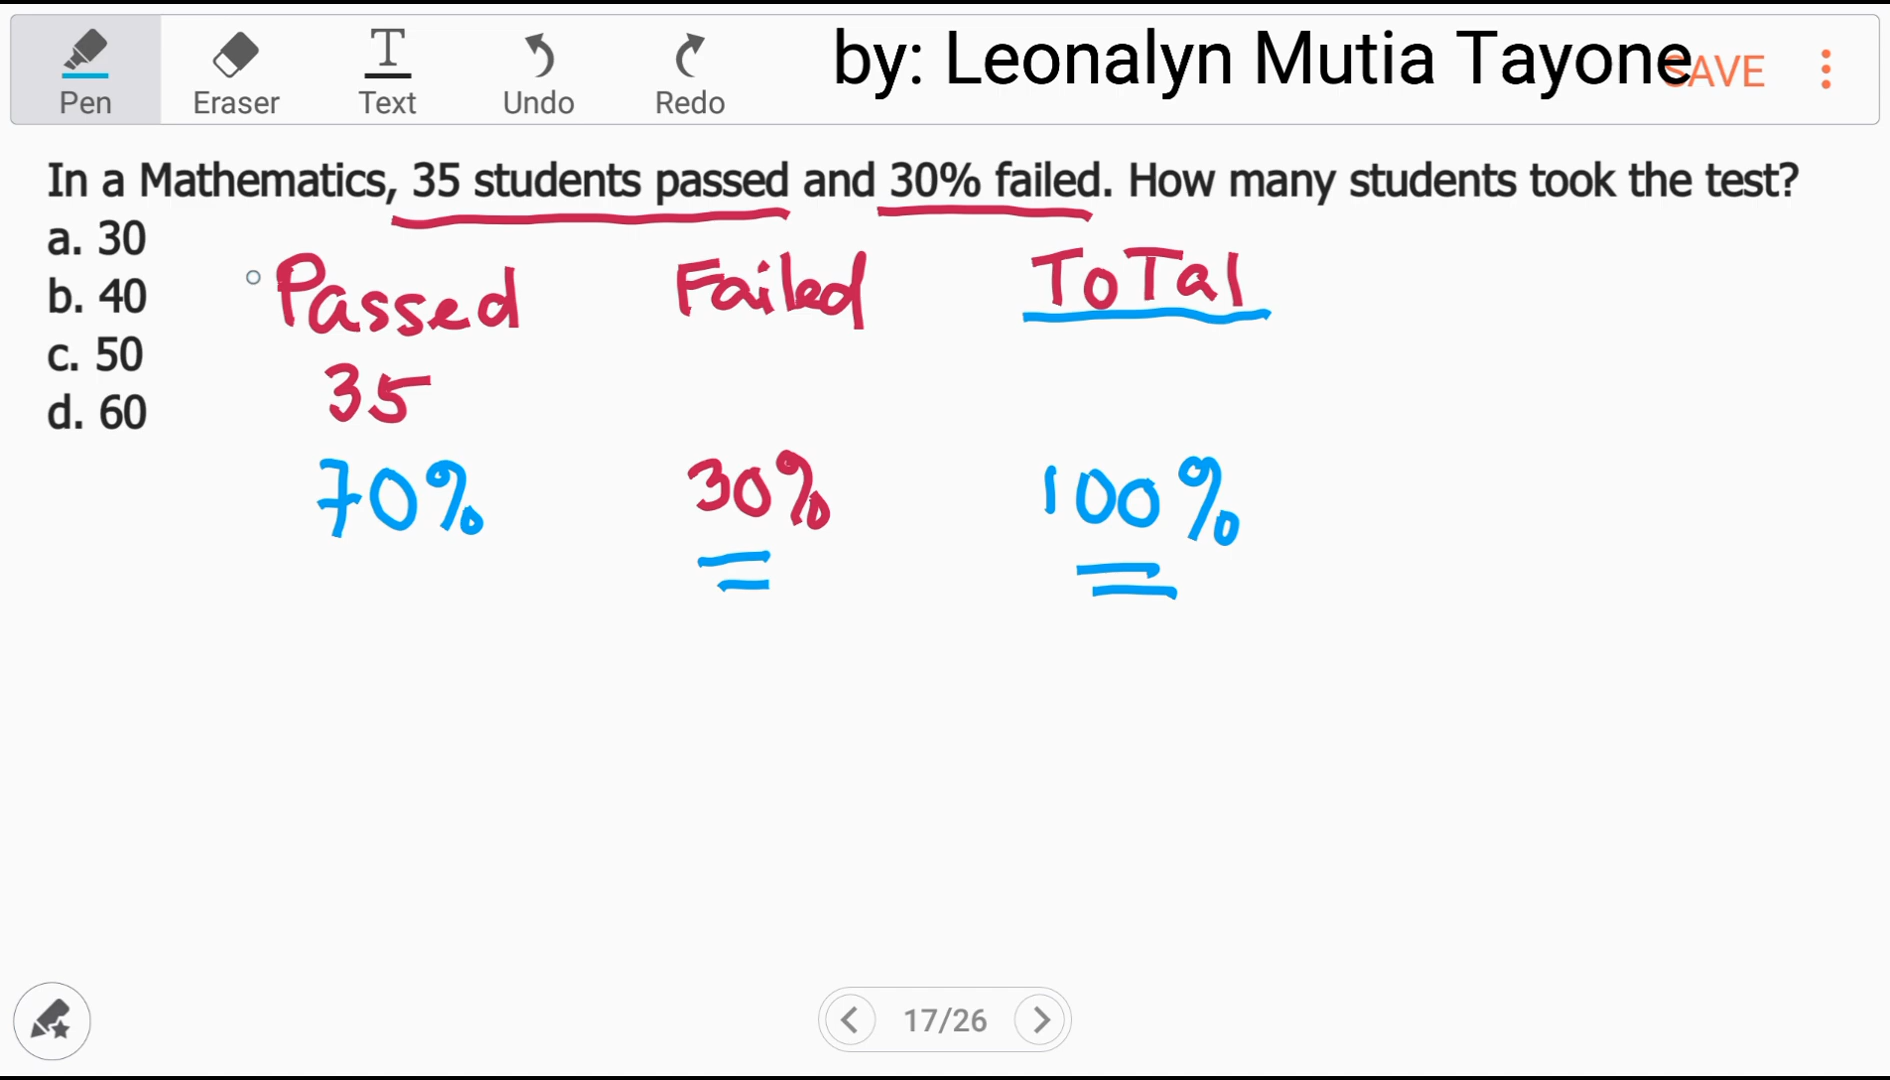 by: Leonalyn Mutia Tayone
SAVE
Pen
Eraser
Text
Undo
Redo
In a Mathematics, 35 students passed and 30% failed. How many students took the test?
a. 30
b. 40
c. 50
d. 60
Passed Failed ToTal
35
70% 30% 100%
17/26